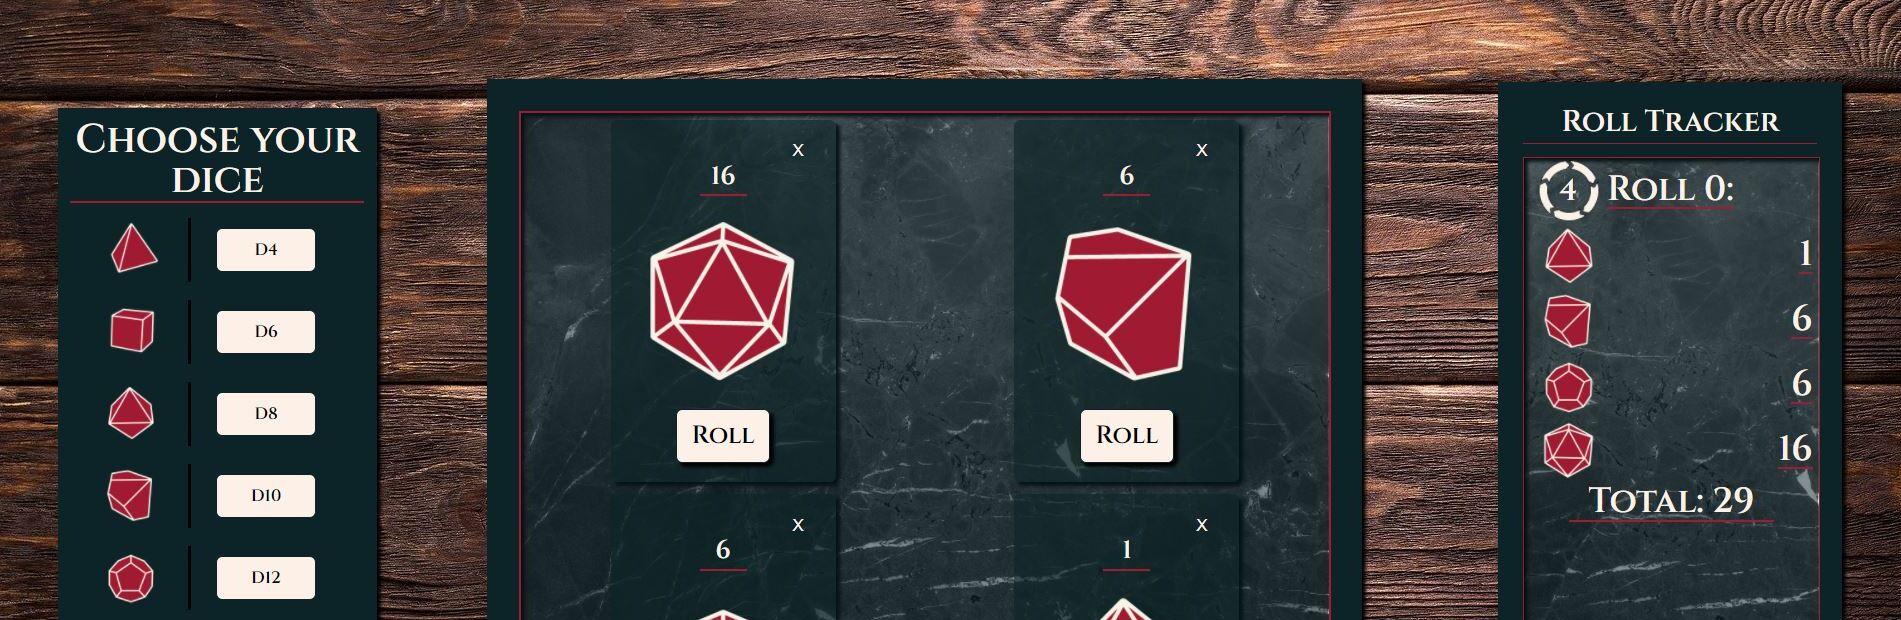 Choose your
dice
D4
D6
D8
D10
D12
x
16
Roll
x
6
Roll
x
6
x
1
Roll Tracker
4 Roll 0:
1
6
6
16
Total: 29